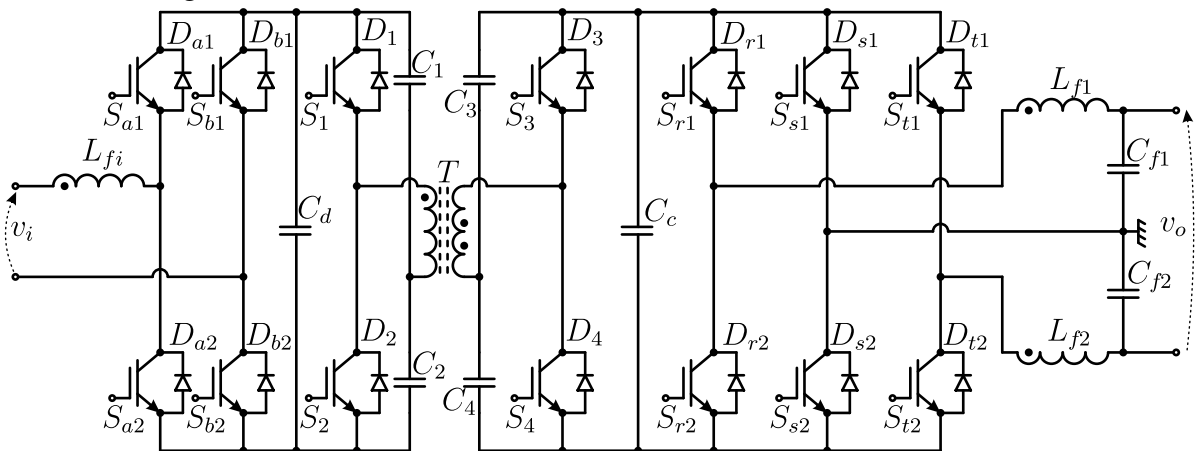 D_{a1} D_{b1} D_1 D_3 D_{r1} D_{s1} D_{t1}
C_1 C_3 L_{f1}
S_{a1} S_{b1} S_1 S_3 S_{r1} S_{s1} S_{t1}
L_{fi} T C_{f1}
v_i C_d C_c v_o
C_{f2}
D_{a2} D_{b2} D_2 D_4 D_{r2} D_{s2} D_{t2} L_{f2}
C_2 C_4
S_{a2} S_{b2} S_2 S_4 S_{r2} S_{s2} S_{t2}